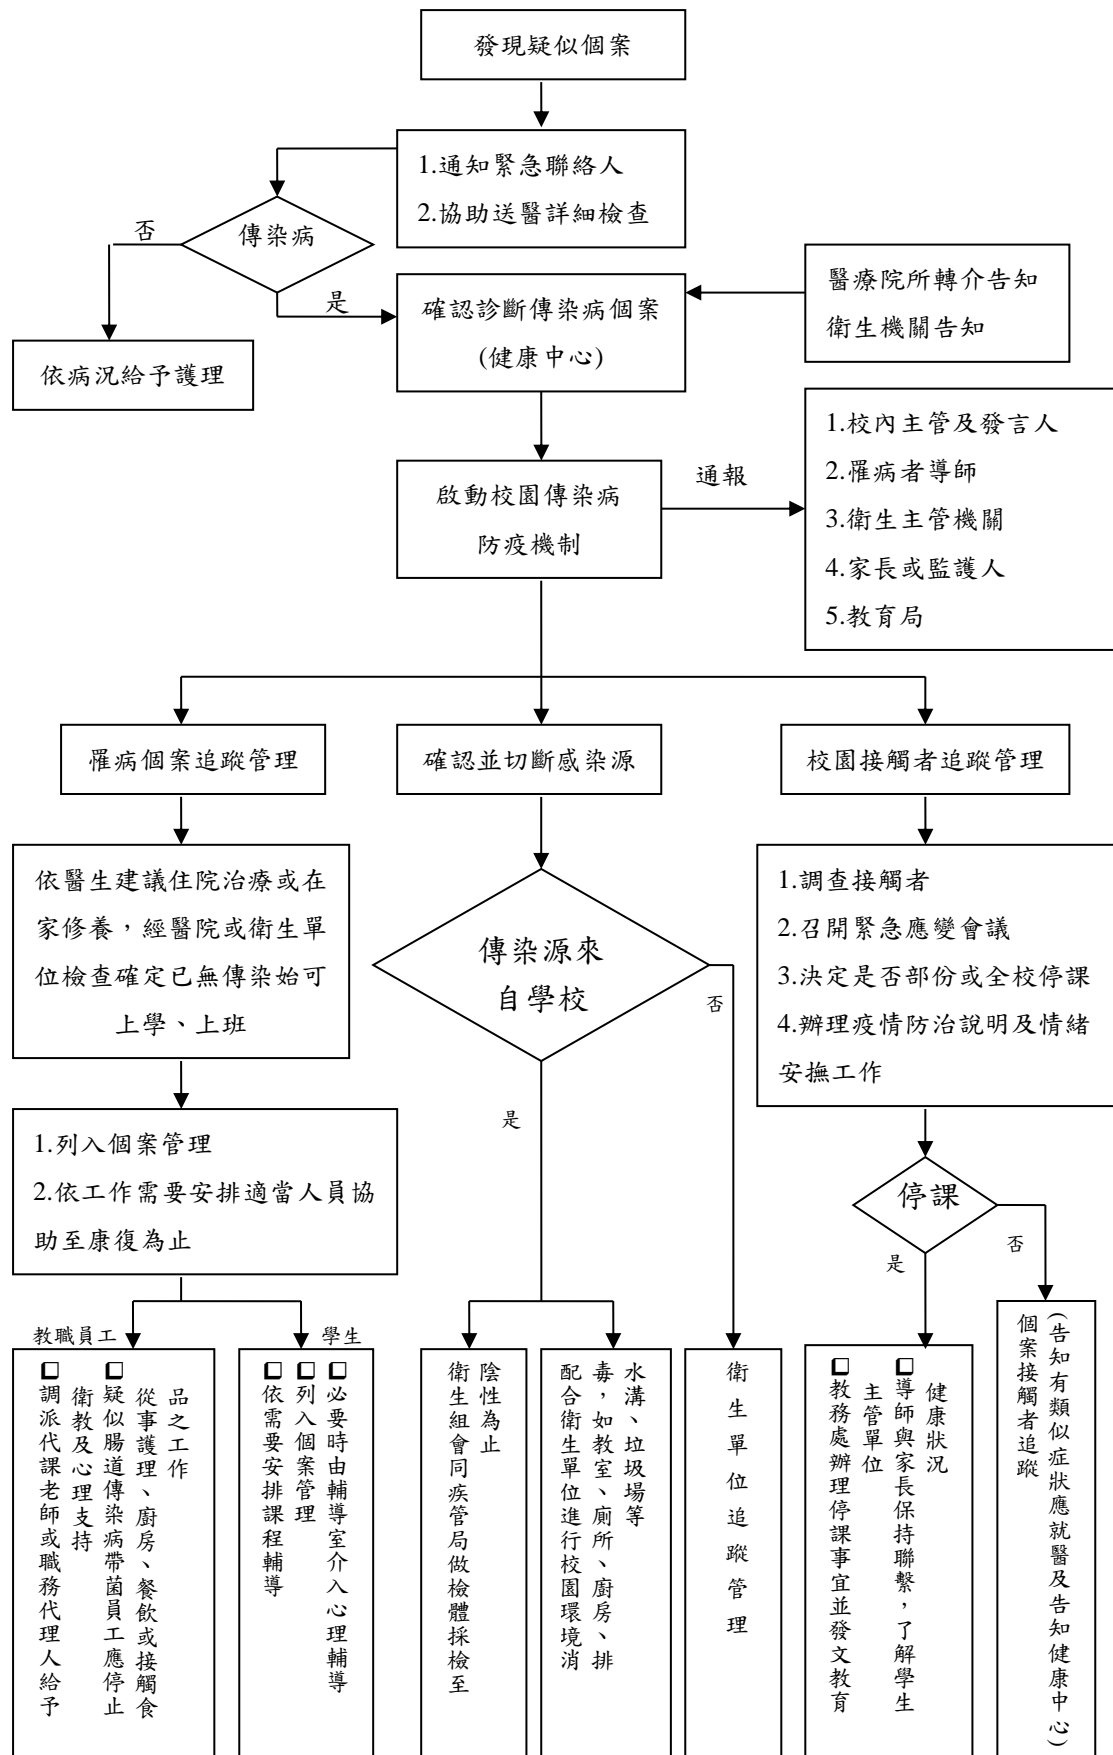 發現疑似個案
1.通知緊急聯絡人
2.協助送醫詳細檢查
傳染病
否
是
依病況給予護理
確認診斷傳染病個案
(健康中心)
醫療院所轉介告知
衛生機關告知
啟動校園傳染病
防疫機制
通報
1.校內主管及發言人
2.罹病者導師
3.衛生主管機關
4.家長或監護人
5.教育局
罹病個案追蹤管理
確認並切斷感染源
校園接觸者追蹤管理
依醫生建議住院治療或在
家修養，經醫院或衛生單
位檢查確定已無傳染始可
上學、上班
傳染源來
自學校
否
是
1.調查接觸者
2.召開緊急應變會議
3.決定是否部份或全校停課
4.辦理疫情防治說明及情緒
安撫工作
1.列入個案管理
2.依工作需要安排適當人員協
助至康復為止
停課
是
否
教職員工
❑調派代課老師或職務代理人給予
衛教及心理支持
❑疑似腸道傳染病帶菌員工應停止
從事護理、廚房、餐飲或接觸食
品之工作
學生
❑依需要安排課程輔導
❑列入個案管理
❑必要時由輔導室介入心理輔導
衛生組會同疾管局做檢體採檢至
陰性為止
配合衛生單位進行校園環境消
毒，如教室、廁所、廚房、排
水溝、垃圾場等
衛生單位追蹤管理
❑教務處辦理停課事宜並發文教育
主管單位
❑導師與家長保持聯繫，了解學生
健康狀況
個案接觸者追蹤
(告知有類似症狀應就醫及告知健康中心)